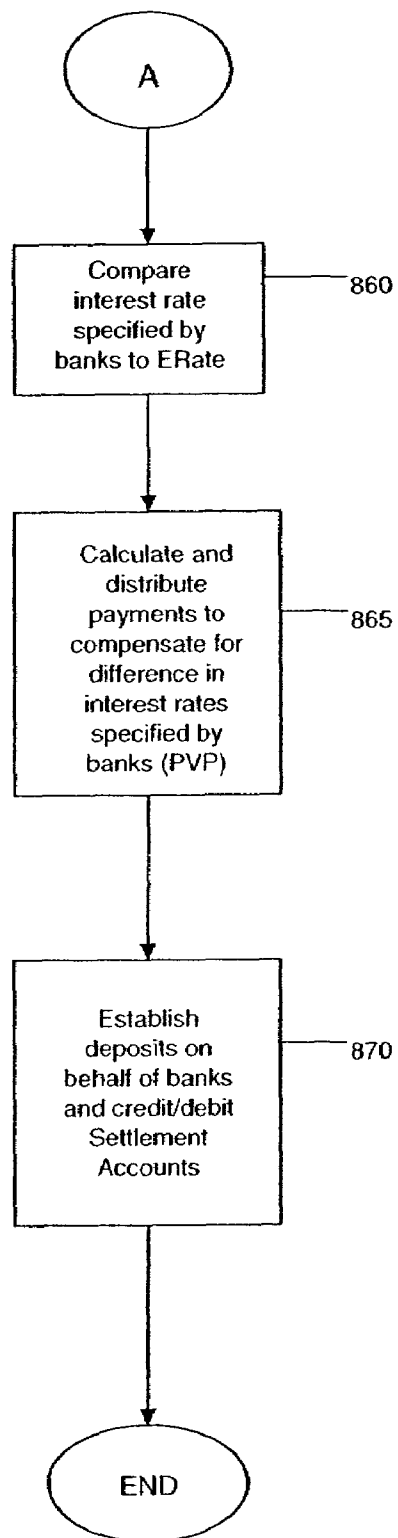 A
Compare
interest rate
specified by
banks to ERate
860
Calculate and
distribute
payments to
compensate for
difference in
interest rates
specified by
banks (PVP)
865
Establish
deposits on
behalf of banks
and credit/debit
Settlement
Accounts
870
END